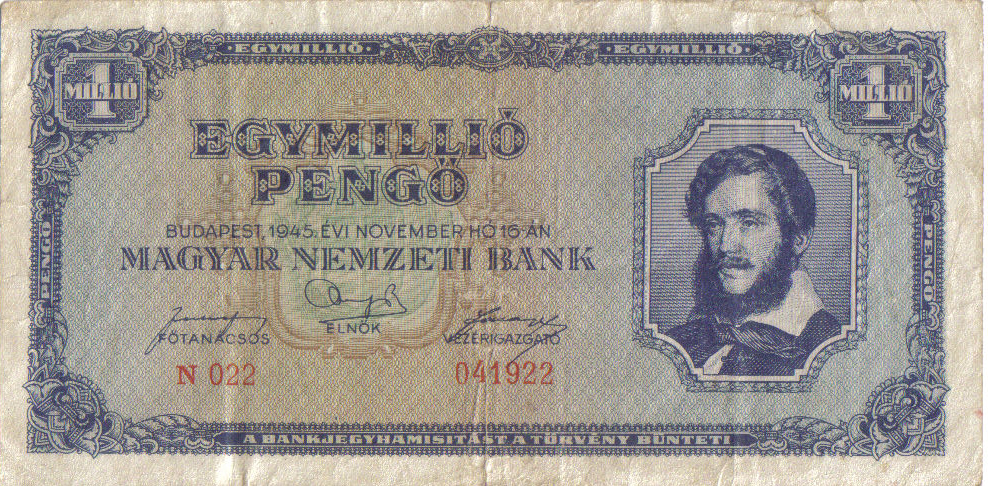 · EGYMILLIÓ · · EGYMILLIÓ ·
1 MILLIÓ 1 MILLIÓ
EGYMILLIÓ
PENGŐ
BUDAPEST, 1945. ÉVI NOVEMBER HÓ 16-ÁN
MAGYAR NEMZETI BANK
FŐTANÁCSOS ELNÖK VEZÉRIGAZGATÓ
N 022 041922
PENGŐ PENGŐ
A BANKJEGYHAMISITÁST A TÖRVÉNY BÜNTETI